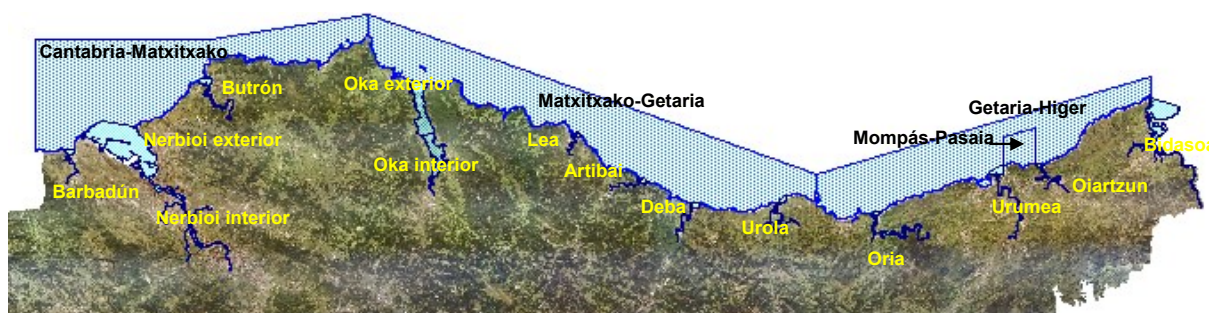 Cantabria-Matxitxako
Butrón
Oka exterior
Matxitxako-Getaria
Getaria-Higer
Mompás-Pasaia
Nerbioi exterior
Lea
Bidasoa
Oka interior
Artibai
Barbadún
Oiartzun
Deba
Urumea
Nerbioi interior
Urola
Oria